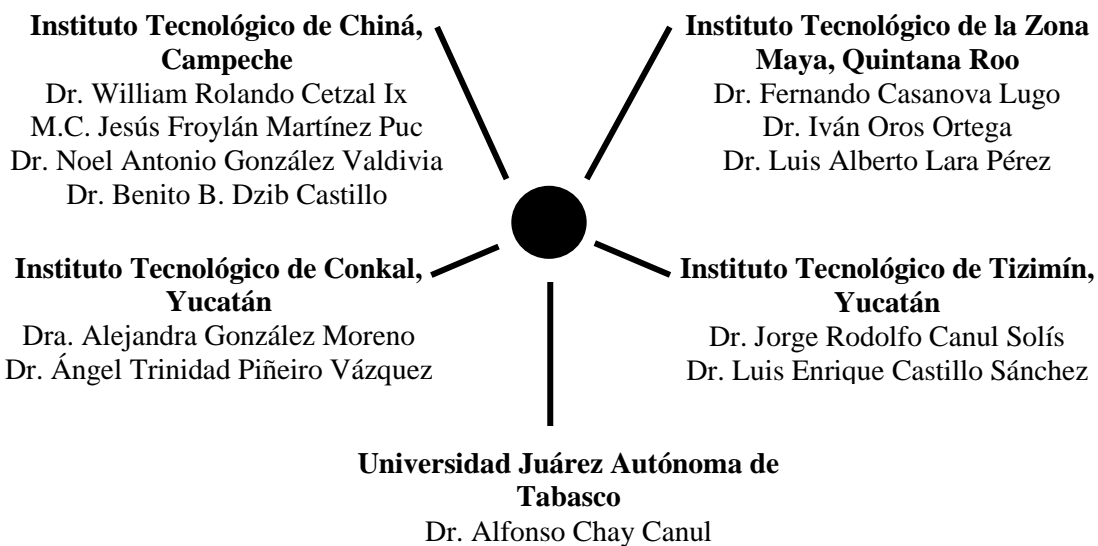 Instituto Tecnológico de Chiná,
Campeche
Dr. William Rolando Cetzal Ix
M.C. Jesús Froylán Martínez Puc
Dr. Noel Antonio González Valdivia
Dr. Benito B. Dzib Castillo
Instituto Tecnológico de la Zona
Maya, Quintana Roo
Dr. Fernando Casanova Lugo
Dr. Iván Oros Ortega
Dr. Luis Alberto Lara Pérez
Instituto Tecnológico de Conkal,
Yucatán
Dra. Alejandra González Moreno
Dr. Ángel Trinidad Piñeiro Vázquez
Instituto Tecnológico de Tizimín,
Yucatán
Dr. Jorge Rodolfo Canul Solís
Dr. Luis Enrique Castillo Sánchez
Universidad Juárez Autónoma de
Tabasco
Dr. Alfonso Chay Canul